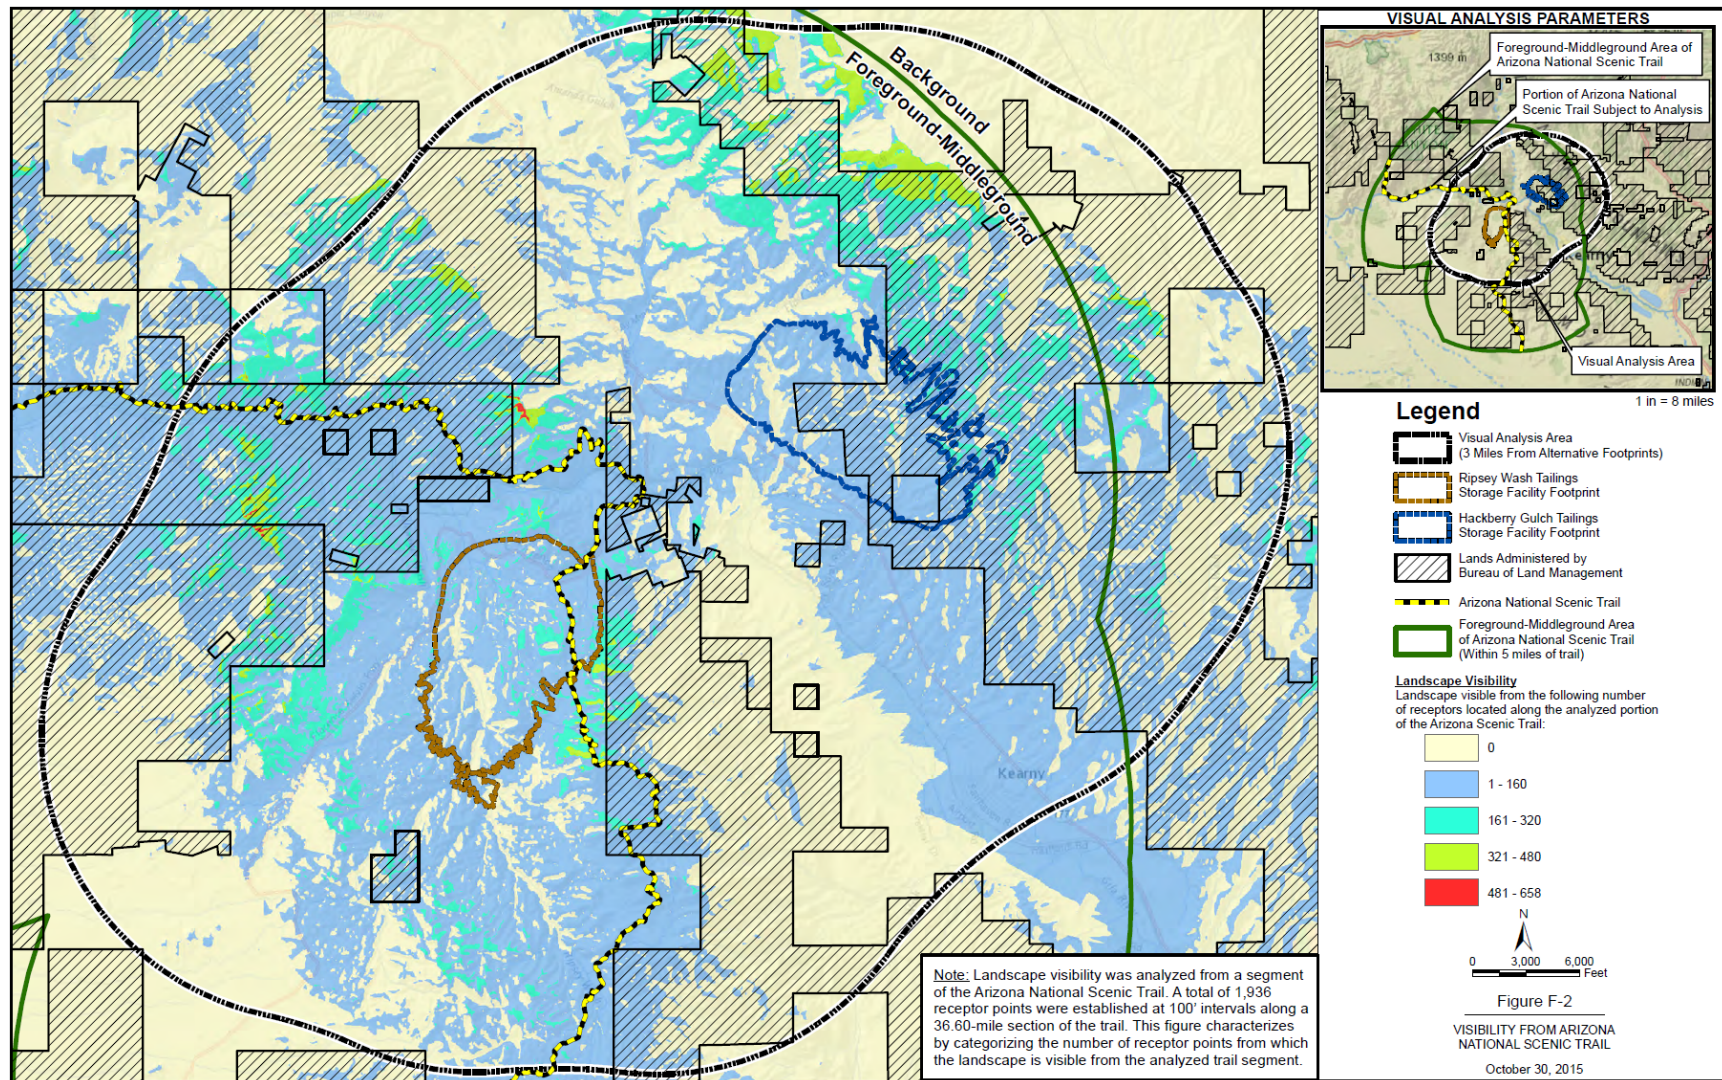 Background
Foreground-Middleground
Kearny
VISUAL ANALYSIS PARAMETERS
1399 m
Foreground-Middleground Area of
Arizona National Scenic Trail
Portion of Arizona National
Scenic Trail Subject to Analysis
Kearny
Visual Analysis Area
1 in = 8 miles
Legend
Visual Analysis Area
(3 Miles From Alternative Footprints)
Ripsey Wash Tailings
Storage Facility Footprint
Hackberry Gulch Tailings
Storage Facility Footprint
Lands Administered by
Bureau of Land Management
Arizona National Scenic Trail
Foreground-Middleground Area
of Arizona National Scenic Trail
(Within 5 miles of trail)
Landscape Visibility
Landscape visible from the following number
of receptors located along the analyzed portion
of the Arizona Scenic Trail:
0
1 - 160
161 - 320
321 - 480
481 - 658
N
0 3,000 6,000
Feet
Figure F-2
VISIBILITY FROM ARIZONA
NATIONAL SCENIC TRAIL
October 30, 2015
Note: Landscape visibility was analyzed from a segment
of the Arizona National Scenic Trail. A total of 1,936
receptor points were established at 100' intervals along a
36.60-mile section of the trail. This figure characterizes
by categorizing the number of receptor points from which
the landscape is visible from the analyzed trail segment.